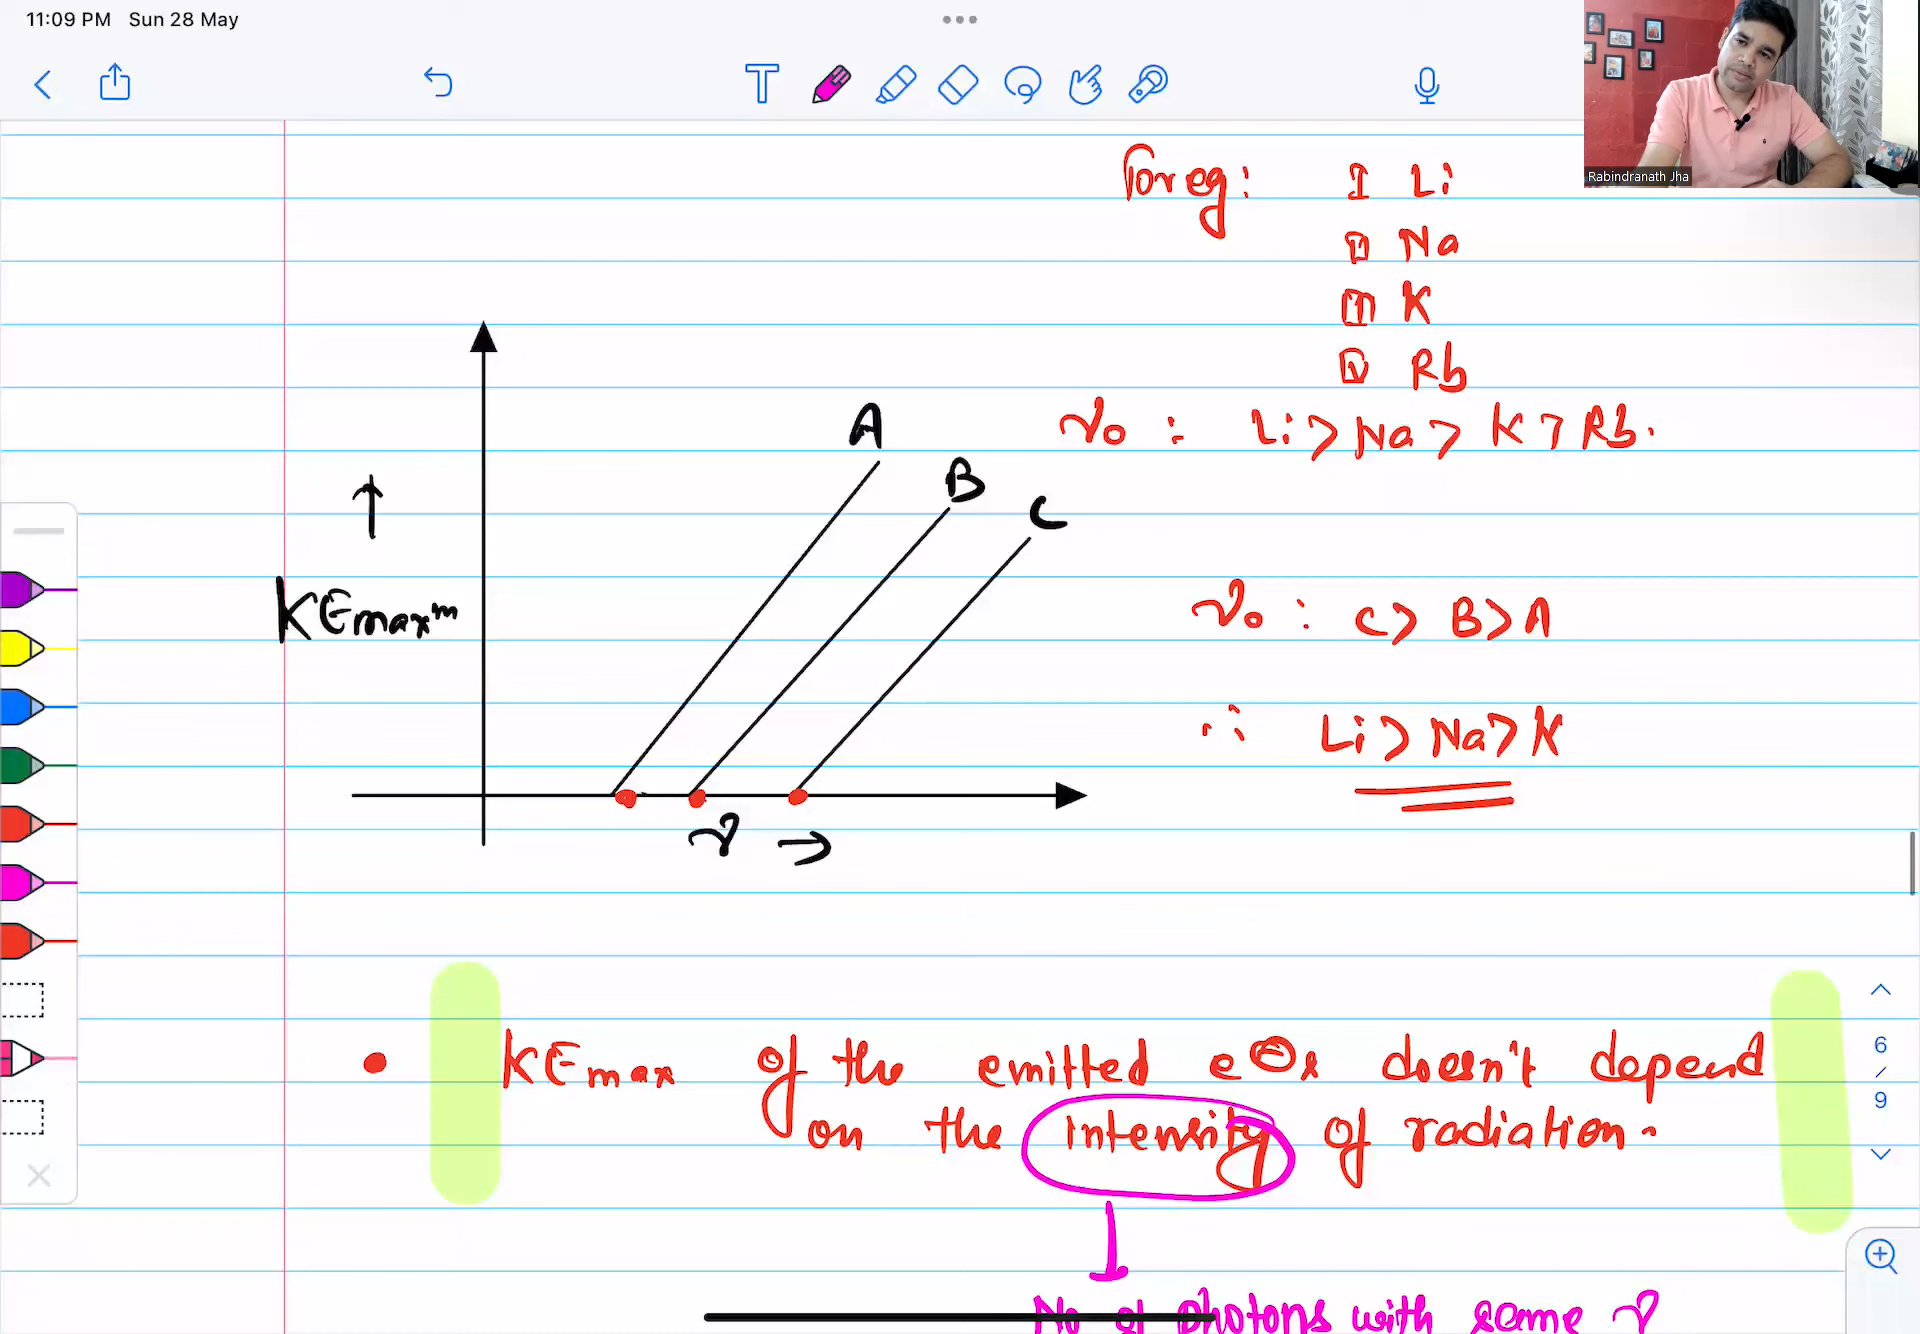 11:09 PM Sun 28 May
Rabindranath Jha
For eg: I Li
II Na
III K
IV Rb
ν₀ : Li > Na > K > Rb.
A
B
C
↑
KEmaxᵐ
ν →
ν₀ : C > B > A
∴ Li > Na > K
• KEmax of the emitted e⊖s doesn't depend
on the intensity of radiation.
No of photons with same ν
6
/
9